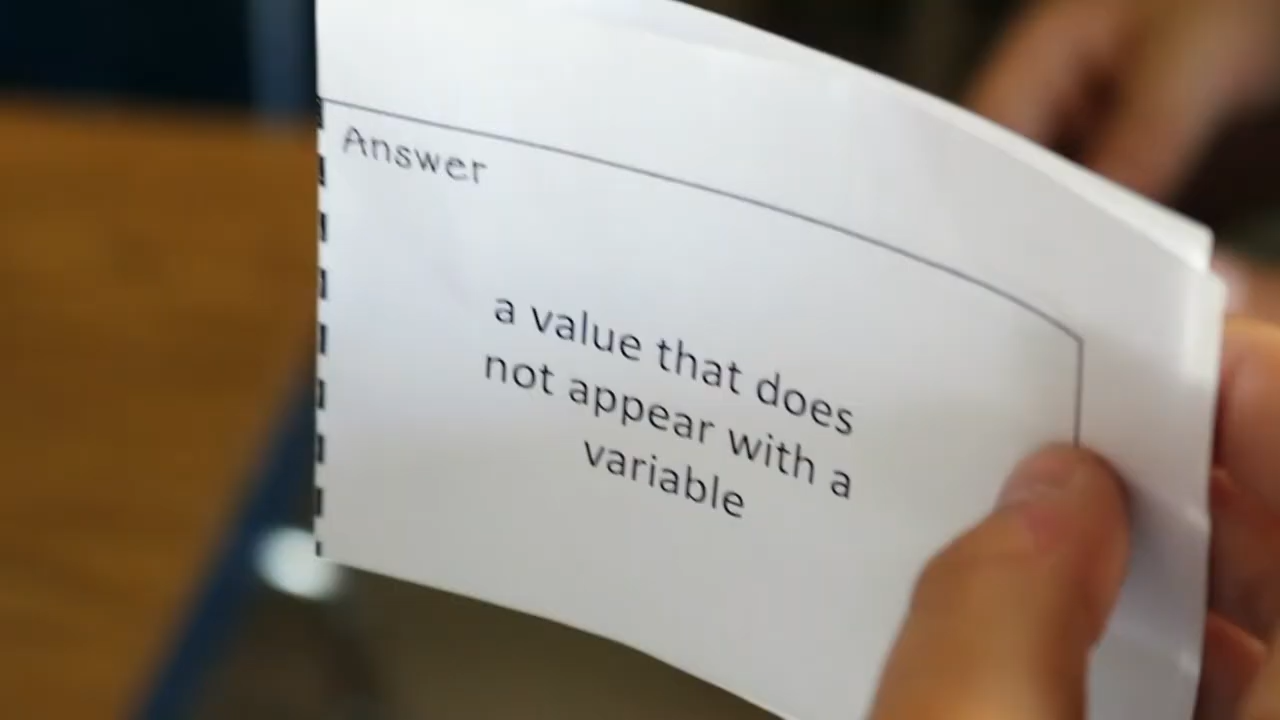 Answer
a value that does
not appear with a
variable